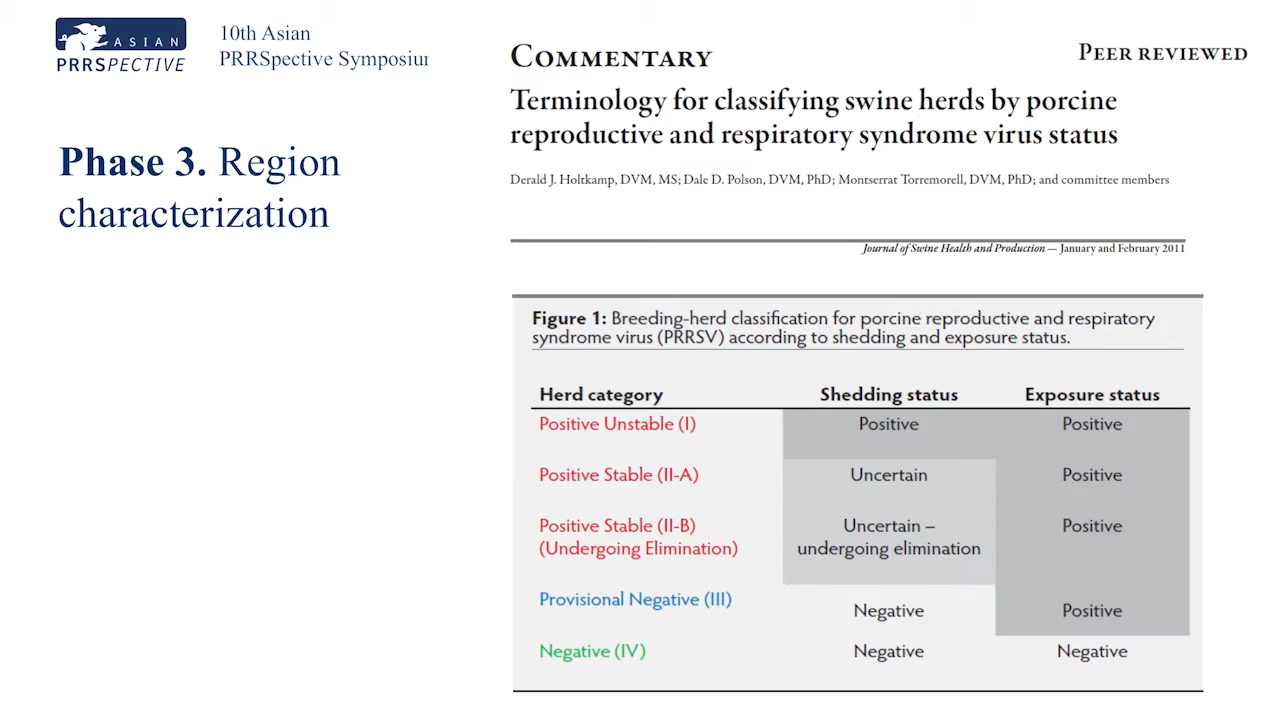 ASIAN
PRRSPECTIVE
10th Asian
PRRSpective
Phase 3. Region
characterization
COMMENTARY
PEER REVIEWED
Terminology for classifying swine herds by porcine
reproductive and respiratory syndrome virus status
Derald J. Holtkamp, DVM, MS; Dale D. Polson, DVM, PhD; Montserrat Torremorell, DVM, PhD; and committee members
Journal of Swine Health and Production — January and February 2011
Figure 1: Breeding-herd classification for porcine reproductive and respiratory
syndrome virus (PRRSV) according to shedding and exposure status.
Herd category Shedding status Exposure status
Positive Unstable (I) Positive Positive
Positive Stable (II-A) Uncertain Positive
Positive Stable (II-B) Uncertain – Positive
(Undergoing Elimination) undergoing elimination
Provisional Negative (III) Negative Positive
Negative (IV) Negative Negative